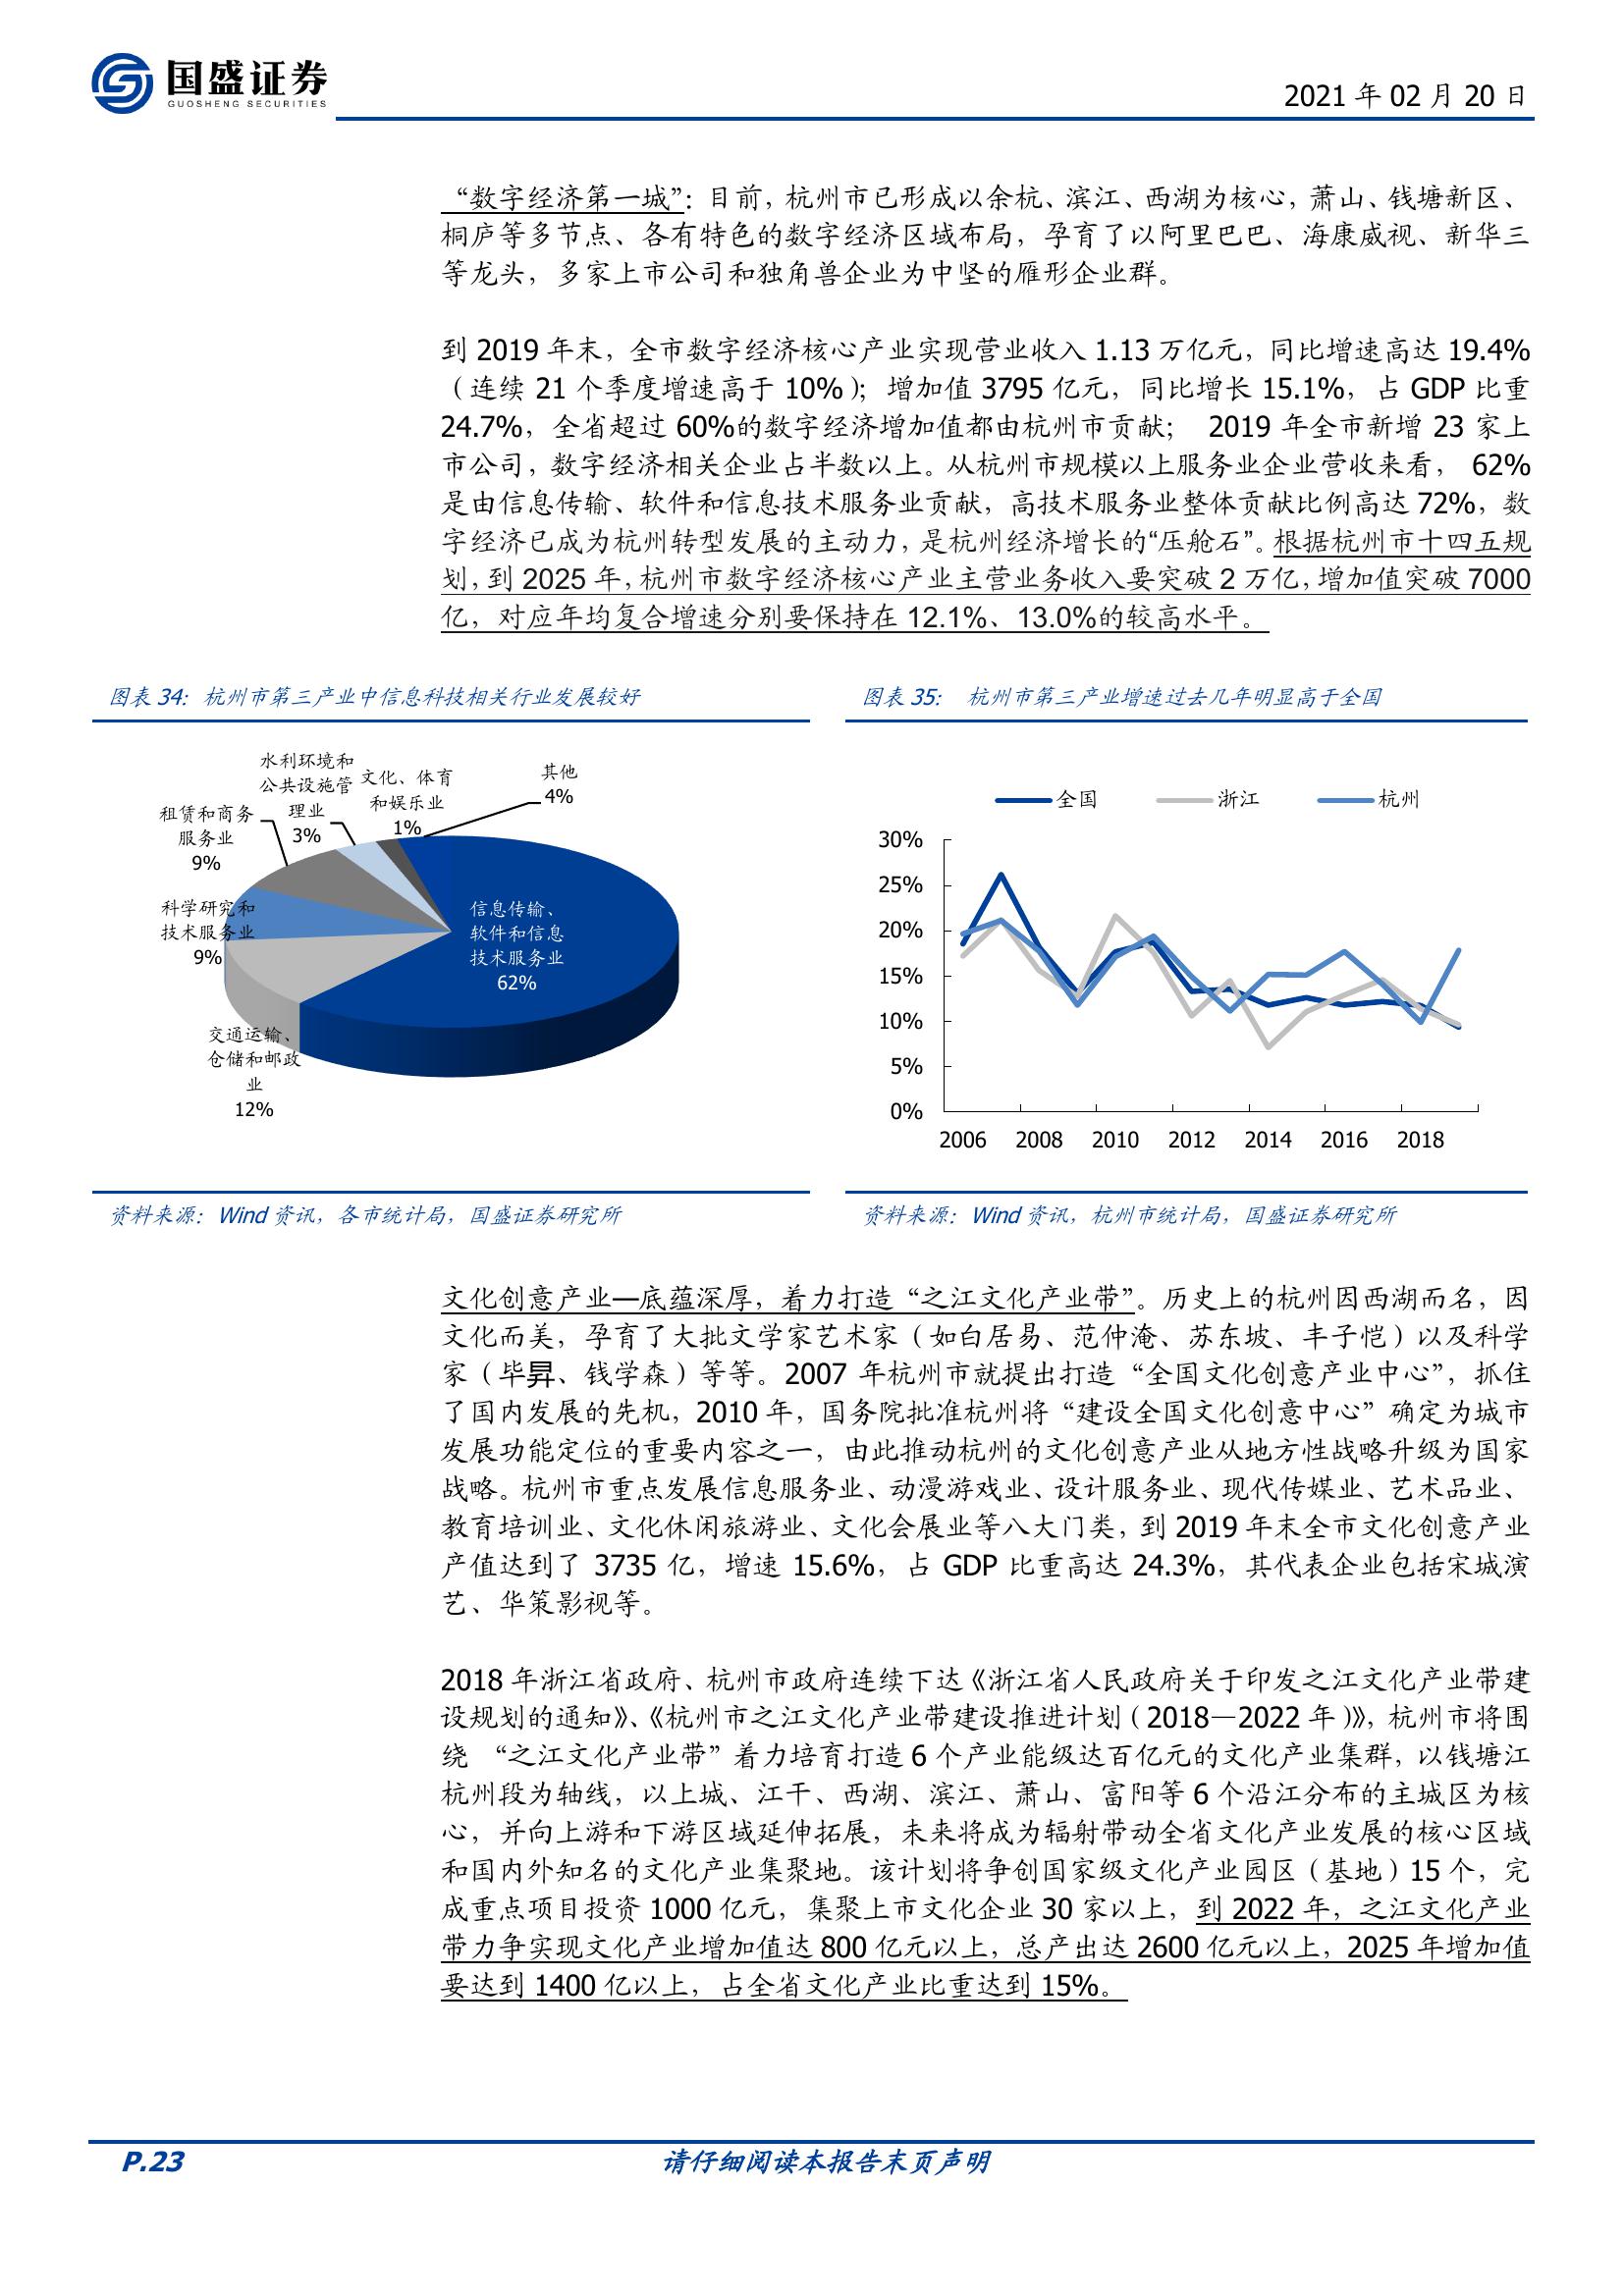 国盛证券
GUOSHENG SECURITIES
2021 年 02 月 20 日
“数字经济第一城”：目前，杭州市已形成以余杭、滨江、西湖为核心，萧山、钱塘新区、
桐庐等多节点、各有特色的数字经济区域布局，孕育了以阿里巴巴、海康威视、新华三
等龙头，多家上市公司和独角兽企业为中坚的雁形企业群。
到 2019 年末，全市数字经济核心产业实现营业收入 1.13 万亿元，同比增速高达 19.4%
（连续 21 个季度增速高于 10%）；增加值 3795 亿元，同比增长 15.1%，占 GDP 比重
24.7%，全省超过 60%的数字经济增加值都由杭州市贡献； 2019 年全市新增 23 家上
市公司，数字经济相关企业占半数以上。从杭州市规模以上服务业企业营收来看， 62%
是由信息传输、软件和信息技术服务业贡献，高技术服务业整体贡献比例高达 72%，数
字经济已成为杭州转型发展的主动力，是杭州经济增长的“压舱石”。根据杭州市十四五规
划，到 2025 年，杭州市数字经济核心产业主营业务收入要突破 2 万亿，增加值突破 7000
亿，对应年均复合增速分别要保持在 12.1%、13.0%的较高水平。
图表 34：杭州市第三产业中信息科技相关行业发展较好
水利环境和
公共设施管
理业
3%
文化、体育
和娱乐业
1%
其他
4%
租赁和商务
服务业
9%
科学研究和
技术服务业
9%
信息传输、
软件和信息
技术服务业
62%
交通运输、
仓储和邮政
业
12%
资料来源：Wind 资讯，各市统计局，国盛证券研究所
图表 35： 杭州市第三产业增速过去几年明显高于全国
全国 浙江 杭州
30%
25%
20%
15%
10%
5%
0%
2006 2008 2010 2012 2014 2016 2018
资料来源：Wind 资讯，杭州市统计局，国盛证券研究所
文化创意产业—底蕴深厚，着力打造“之江文化产业带”。历史上的杭州因西湖而名，因
文化而美，孕育了大批文学家艺术家（如白居易、范仲淹、苏东坡、丰子恺）以及科学
家（毕昇、钱学森）等等。2007 年杭州市就提出打造“全国文化创意产业中心”，抓住
了国内发展的先机，2010 年，国务院批准杭州将“建设全国文化创意中心”确定为城市
发展功能定位的重要内容之一，由此推动杭州的文化创意产业从地方性战略升级为国家
战略。杭州市重点发展信息服务业、动漫游戏业、设计服务业、现代传媒业、艺术品业、
教育培训业、文化休闲旅游业、文化会展业等八大门类，到 2019 年末全市文化创意产业
产值达到了 3735 亿，增速 15.6%，占 GDP 比重高达 24.3%，其代表企业包括宋城演
艺、华策影视等。
2018 年浙江省政府、杭州市政府连续下达《浙江省人民政府关于印发之江文化产业带建
设规划的通知》、《杭州市之江文化产业带建设推进计划（2018—2022 年）》，杭州市将围
绕 “之江文化产业带”着力培育打造 6 个产业能级达百亿元的文化产业集群，以钱塘江
杭州段为轴线，以上城、江干、西湖、滨江、萧山、富阳等 6 个沿江分布的主城区为核
心，并向上游和下游区域延伸拓展，未来将成为辐射带动全省文化产业发展的核心区域
和国内外知名的文化产业集聚地。该计划将争创国家级文化产业园区（基地）15 个，完
成重点项目投资 1000 亿元，集聚上市文化企业 30 家以上，到 2022 年，之江文化产业
带力争实现文化产业增加值达 800 亿元以上，总产出达 2600 亿元以上，2025 年增加值
要达到 1400 亿以上，占全省文化产业比重达到 15%。
P.23
请仔细阅读本报告末页声明